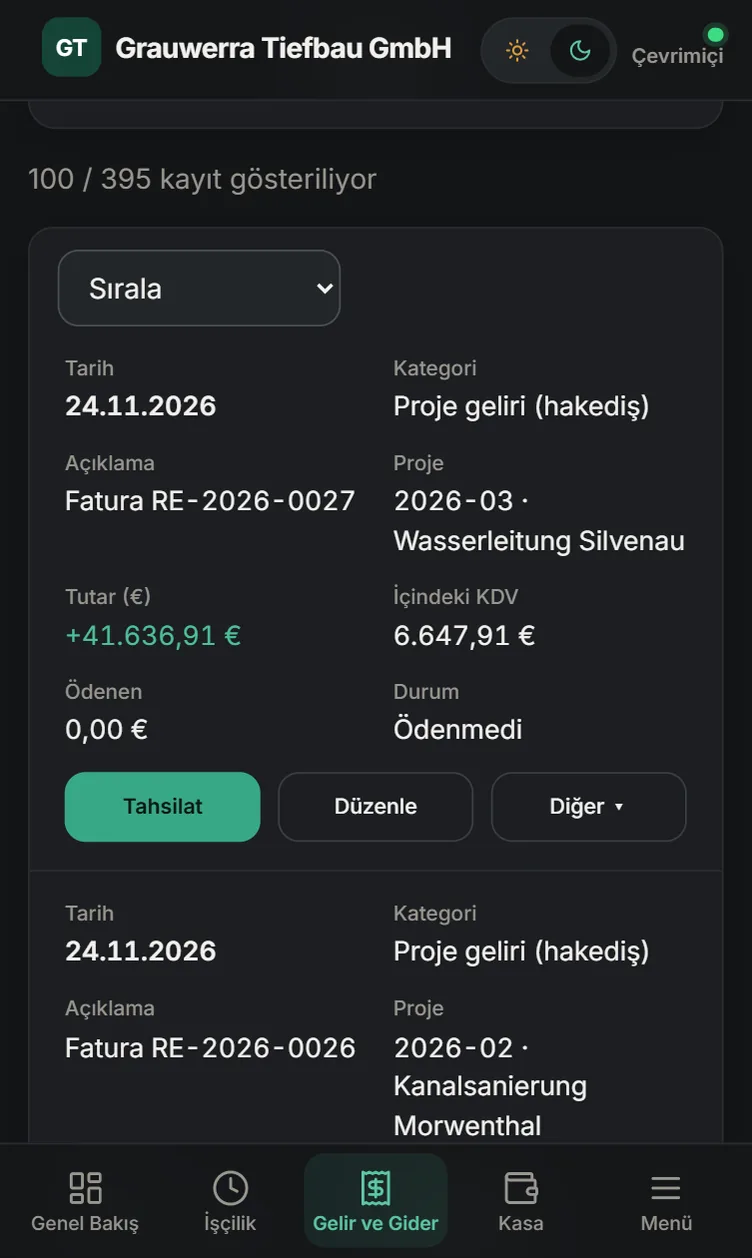 GT Grauwerra Tiefbau GmbH
Çevrimiçi
100 / 395 kayıt gösteriliyor
Sırala
Tarih
24.11.2026
Kategori
Proje geliri (hakediş)
Açıklama
Fatura RE-2026-0027
Proje
2026-03 ·
Wasserleitung Silvenau
Tutar (€)
+41.636,91 €
İçindeki KDV
6.647,91 €
Ödenen
0,00 €
Durum
Ödenmedi
Tahsilat
Düzenle
Diğer ▾
Tarih
24.11.2026
Kategori
Proje geliri (hakediş)
Açıklama
Fatura RE-2026-0026
Proje
2026-02 ·
Kanalsanierung
Morwenthal
Genel Bakış
İşçilik
Gelir ve Gider
Kasa
Menü